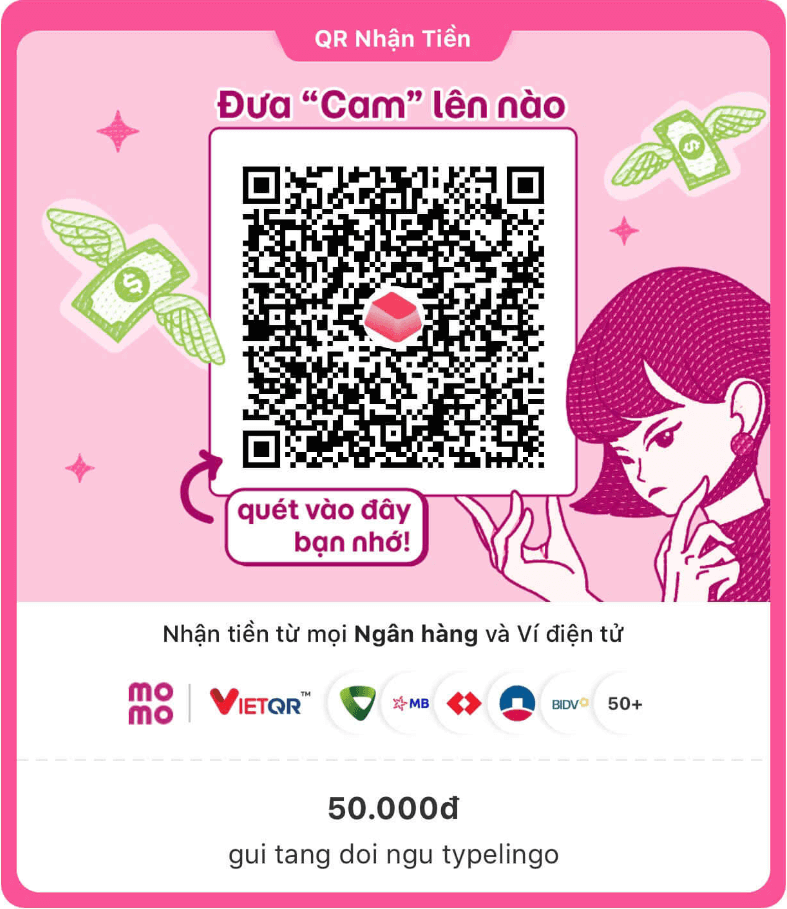 QR Nhận Tiền
Đưa “Cam” lên nào
quét vào đây
bạn nhớ!
Nhận tiền từ mọi Ngân hàng và Ví điện tử
mo
mo
VIETQR™
MB
BIDV
50+
50.000đ
gui tang doi ngu typelingo